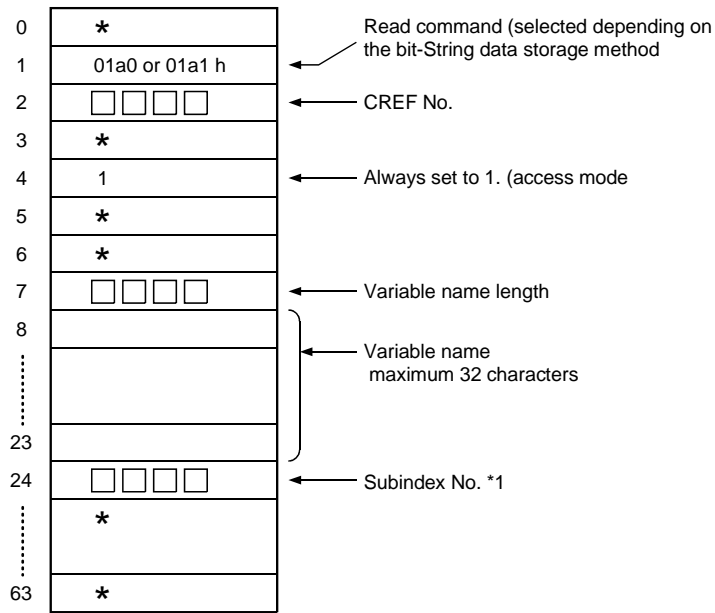 0 *
Read command (selected depending on
the bit-String data storage method
1 01a0 or 01a1 h
2 □□□□ CREF No.
3 *
4 1 Always set to 1. (access mode
5 *
6 *
7 □□□□ Variable name length
8
Variable name
maximum 32 characters
23
24 □□□□ Subindex No. *1
*
63 *